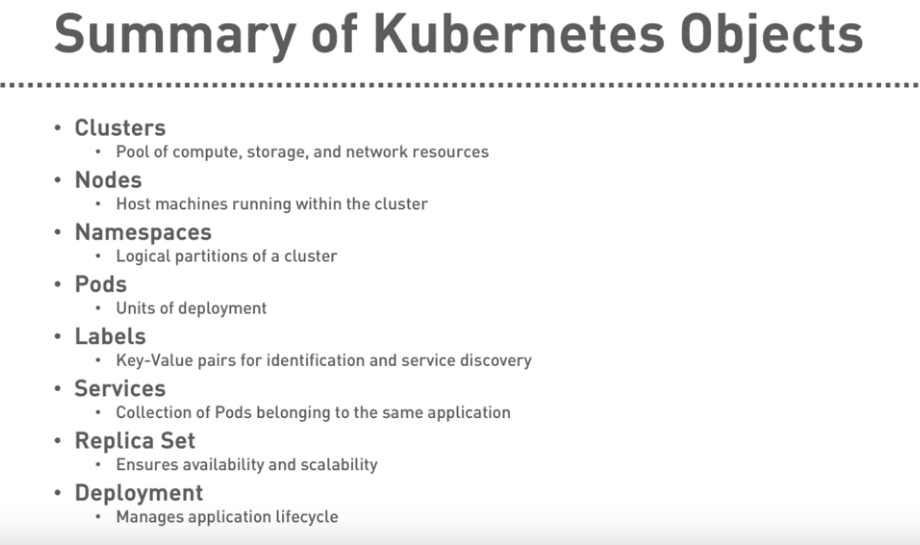 Summary of Kubernetes Objects
• Clusters
• Pool of compute, storage, and network resources
• Nodes
• Host machines running within the cluster
• Namespaces
• Logical partitions of a cluster
• Pods
• Units of deployment
• Labels
• Key-Value pairs for identification and service discovery
• Services
• Collection of Pods belonging to the same application
• Replica Set
• Ensures availability and scalability
• Deployment
• Manages application lifecycle